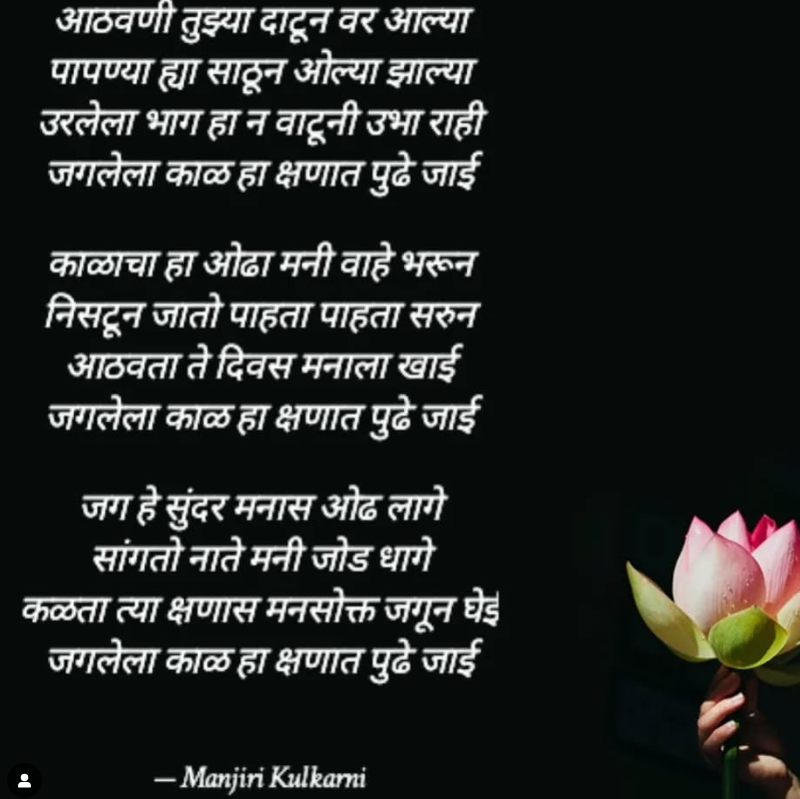 आठवणी तुझ्या दाटून वर आल्या
पापण्या ह्या साठून ओल्या झाल्या
उरलेला भाग हा न वाटूनी उभा राही
जगलेला काळ हा क्षणात पुढे जाई
काळाचा हा ओढा मनी वाहे भरून
निसटून जातो पाहता पाहता सरुन
आठवता ते दिवस मनाला खाई
जगलेला काळ हा क्षणात पुढे जाई
जग हे सुंदर मनास ओढ लागे
सांगतो नाते मनी जोड धागे
कळता त्या क्षणास मनसोक्त जगून घेई
जगलेला काळ हा क्षणात पुढे जाई
— Manjiri Kulkarni